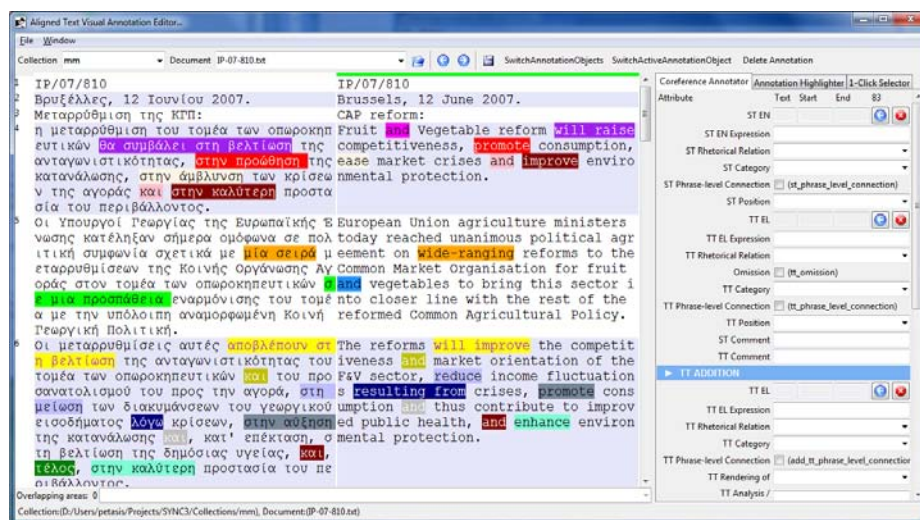 Aligned Text Visual Annotation Editor...
File Window
Collection mm Document IP-07-810.txt SwitchAnnotationObjects SwitchActiveAnnotationObject Delete Annotation
1 IP/07/810
2 Βρυξέλλες, 12 Ιουνίου 2007.
3 Μεταρρύθμιση της ΚΓΠ:
4 η μεταρρύθμιση του τομέα των οπωροκηπ
ευτικών θα συμβάλει στη βελτίωση της
ανταγωνιστικότητας, στην προώθηση της
κατανάλωσης, στην άμβλυνση των κρίσεω
ν της αγοράς και στην καλύτερη προστα
σία του περιβάλλοντος.
5 Οι Υπουργοί Γεωργίας της Ευρωπαϊκής Έ
νωσης κατέληξαν σήμερα ομόφωνα σε πολ
ιτική συμφωνία σχετικά με μία σειρά μ
εταρρυθμίσεων της Κοινής Οργάνωσης Αγ
οράς στον τομέα των οπωροκηπευτικών σ
ε μια προσπάθεια εναρμόνισης του τομέ
α με την υπόλοιπη αναμορφωμένη Κοινή
Γεωργική Πολιτική.
6 Οι μεταρρυθμίσεις αυτές αποβλέπουν στ
η βελτίωση της ανταγωνιστικότητας του
τομέα των οπωροκηπευτικών και του προ
σανατολισμού του προς την αγορά, στη
μείωση των διακυμάνσεων του γεωργικού
εισοδήματος λόγω κρίσεων, στην αύξηση
της κατανάλωσης και, κατ' επέκταση, σ
τη βελτίωση της δημόσιας υγείας, και,
τέλος, στην καλύτερη προστασία του πε
ριβάλλοντος.
IP/07/810
Brussels, 12 June 2007.
CAP reform:
Fruit and Vegetable reform will raise
competitiveness, promote consumption,
ease market crises and improve enviro
nmental protection.
European Union agriculture ministers
today reached unanimous political agr
eement on wide-ranging reforms to the
Common Market Organisation for fruit
and vegetables to bring this sector i
nto closer line with the rest of the
reformed Common Agricultural Policy.
The reforms will improve the competit
iveness and market orientation of the
F&V sector, reduce income fluctuation
s resulting from crises, promote cons
umption and thus contribute to improv
ed public health, and enhance environ
mental protection.
Coreference Annotator Annotation Highlighter 1-Click Selector
Attribute Text Start End 83
ST EN
ST EN Expression
ST Rhetorical Relation
ST Category
ST Phrase-level Connection (st_phrase_level_connection)
ST Position
TT EL
TT EL Expression
TT Rhetorical Relation
Omission (tt_omission)
TT Category
TT Phrase-level Connection (tt_phrase_level_connection)
TT Position
ST Comment
TT Comment
TT ADDITION
TT EL
TT EL Expression
TT Rhetorical Relation
TT Category
TT Phrase-level Connection (add_tt_phrase_level_connection
TT Rendering of
TT Analysis /
Overlapping areas: 0
Collection:(D:/Users/petasis/Projects/SYNC3/Collections/mm), Document:(IP-07-810.txt)